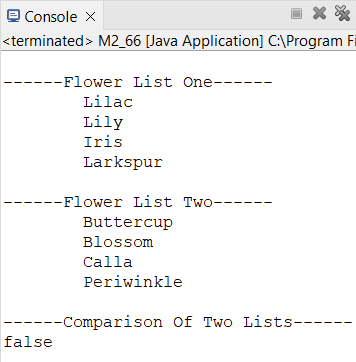 Console
<terminated> M2_66 [Java Application] C:\Program Fi
------Flower List One------
Lilac
Lily
Iris
Larkspur
------Flower List Two------
Buttercup
Blossom
Calla
Periwinkle
------Comparison Of Two Lists------
false